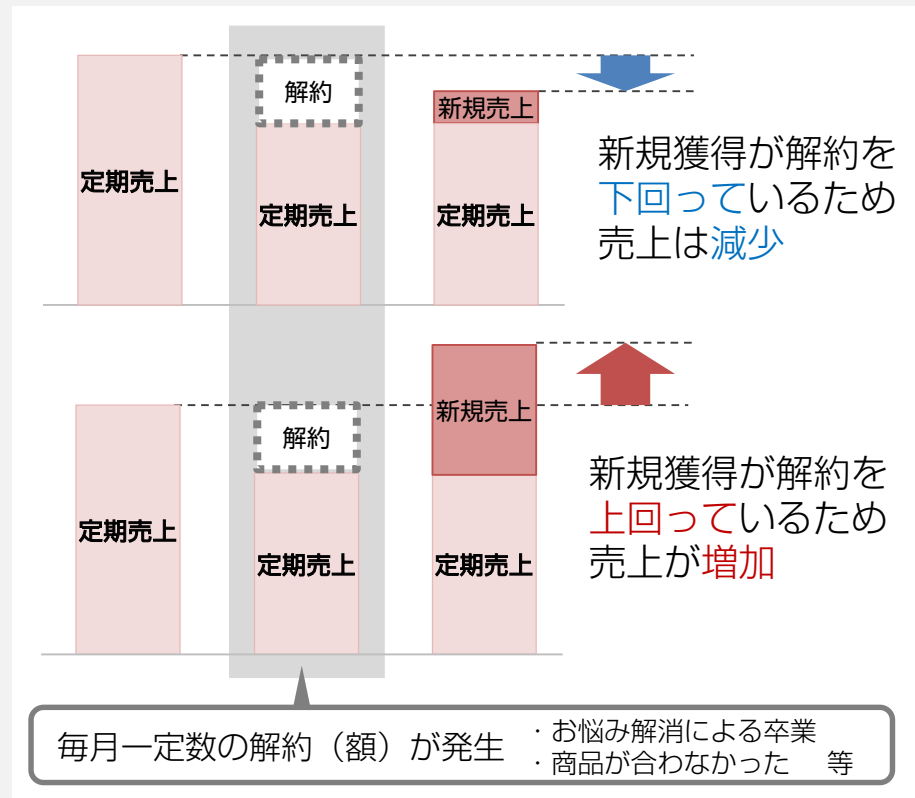 定期売上
解約
定期売上
新規売上
定期売上
新規獲得が解約を
下回っているため
売上は減少
定期売上
解約
定期売上
新規売上
定期売上
新規獲得が解約を
上回っているため
売上が増加
毎月一定数の解約（額）が発生
・お悩み解消による卒業
・商品が合わなかった　等